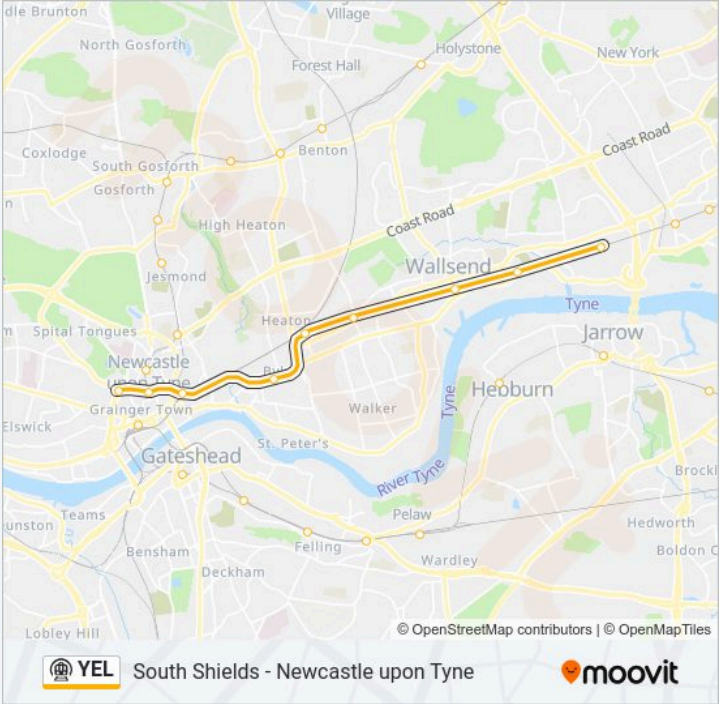 dle Brunton
Village
North Gosforth
Holystone
New York
Forest Hall
Coast Road
Coxlodge
Benton
South Gosforth
Gosforth
n
High Heaton
Coast Road
Jesmond
Wallsend
Tyne
Spital Tongues
Heaton
Jarrow
Newcastle
upon Tyne
Hebburn
Grainger Town
Walker
Tyne
Elswick
St. Peter's
Gateshead
River Tyne
Brocki
Teams
Pelaw
Hedworth
unston
Bensham
Felling
Boldon C
Wardley
Deckham
Lobley Hill
© OpenStreetMap contributors | © OpenMapTiles
YEL South Shields - Newcastle upon Tyne
moovit